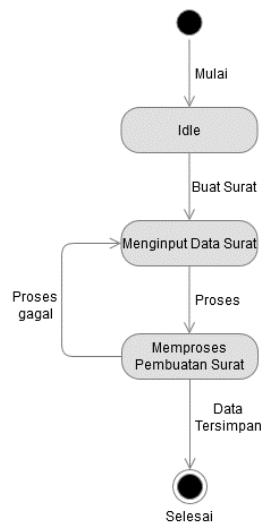 Mulai
Idle
Buat Surat
Menginput Data Surat
Proses
gagal
Proses
Memproses
Pembuatan Surat
Data
Tersimpan
Selesai